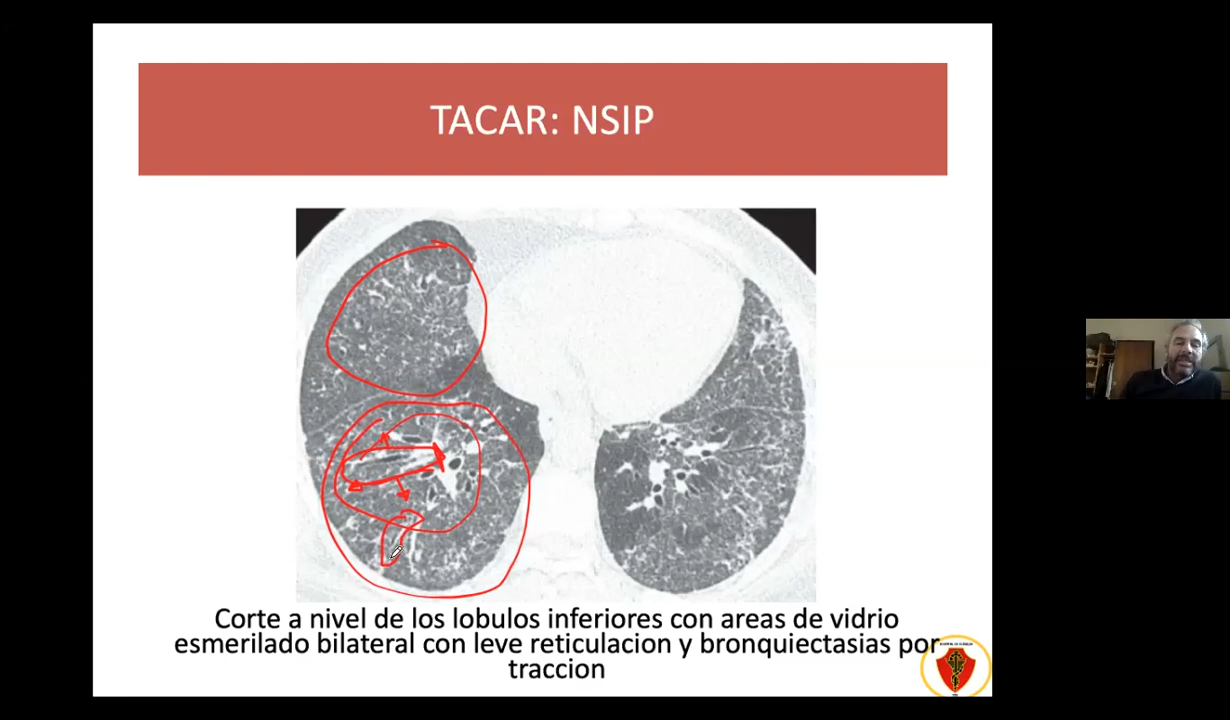 TACAR: NSIP
Corte a nivel de los lobulos inferiores con areas de vidrio
esmerilado bilateral con leve reticulacion y bronquiectasias por
traccion